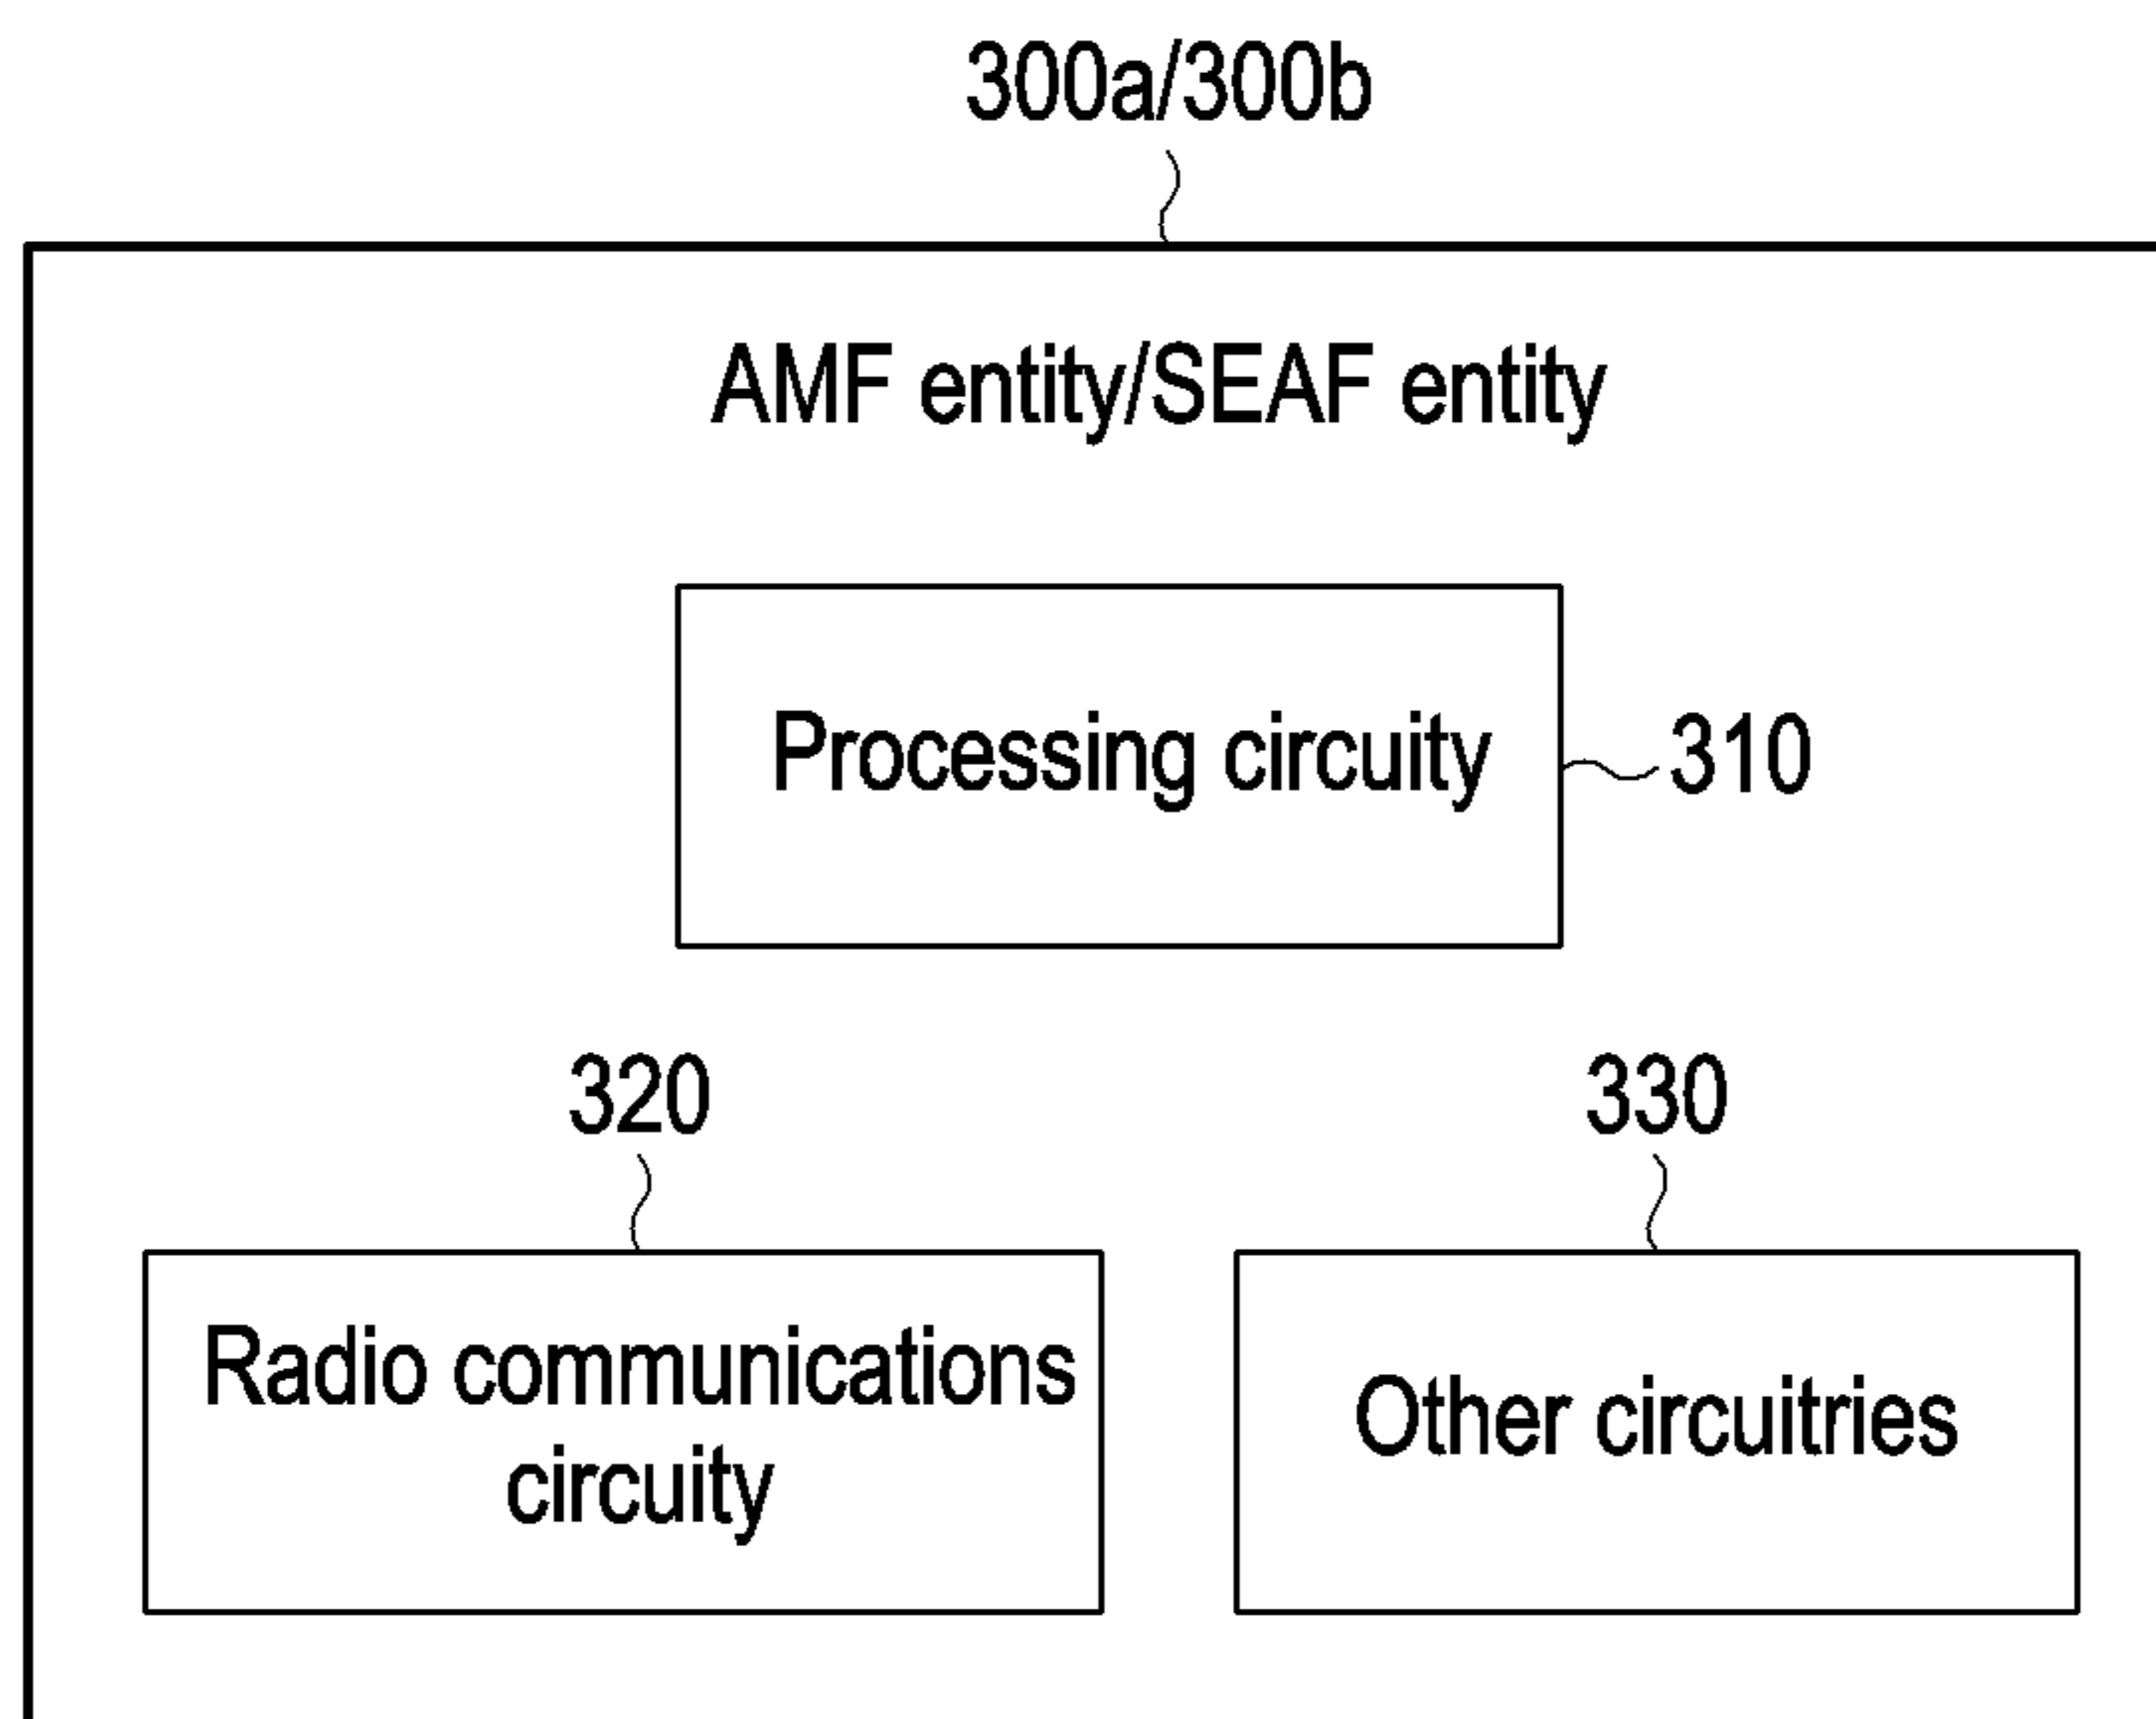 300a/300b
AMF entity/SEAF entity
Processing circuity
310
320
330
Radio communications
circuity
Other circuitries